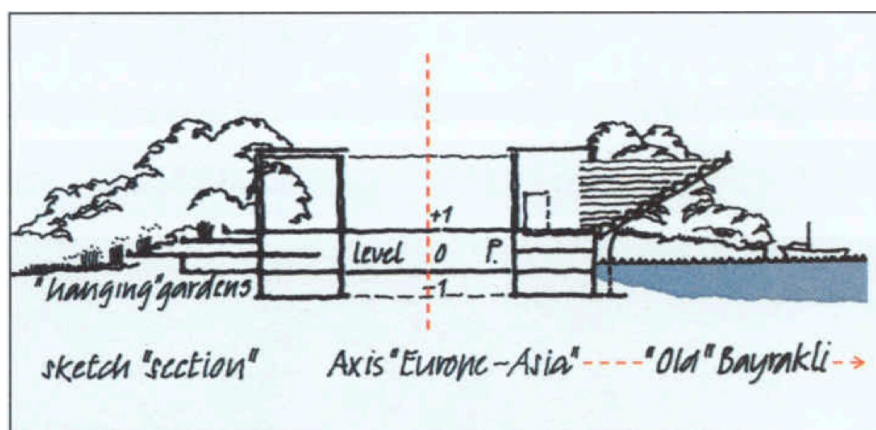 +1
level 0 P.
-1
"hanging" gardens
sketch "section" Axis "Europe-Asia" "Old" Bayrakli